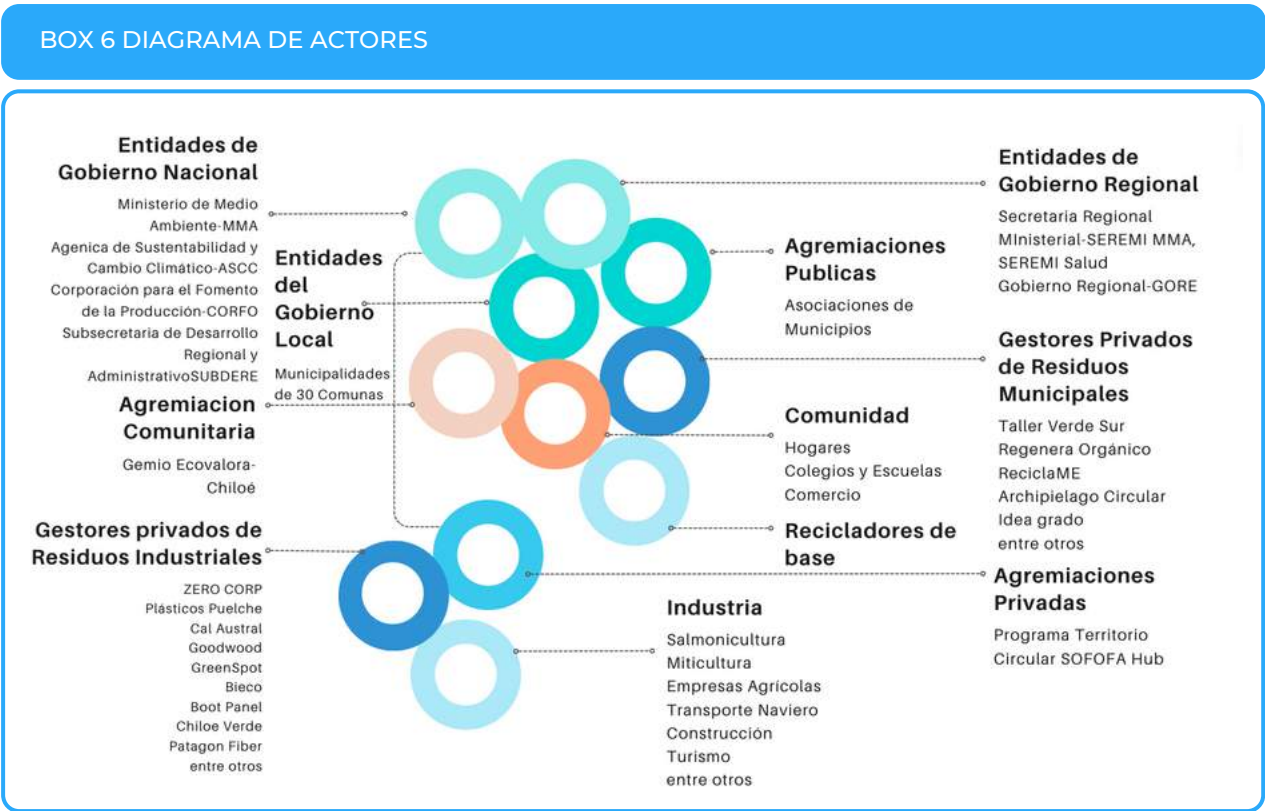 BOX 6 DIAGRAMA DE ACTORES
Entidades de
Gobierno Nacional
Ministerio de Medio
Ambiente-MMA
Agenica de Sustentabilidad y
Cambio Climático-ASCC
Corporación para el Fomento
de la Producción-CORFO
Subsecretaria de Desarrollo
Regional y
AdministrativoSUBDERE
Entidades
del
Gobierno
Local
Municipalidades
de 30 Comunas
Agremiacion
Comunitaria
Gemio Ecovalora-
Chiloé
Gestores privados de
Residuos Industriales
ZERO CORP
Plásticos Puelche
Cal Austral
Goodwood
GreenSpot
Bieco
Boot Panel
Chiloe Verde
Patagon Fiber
entre otros
Entidades de
Gobierno Regional
Secretaria Regional
MInisterial-SEREMI MMA,
SEREMI Salud
Gobierno Regional-GORE
Agremiaciones
Publicas
Asociaciones de
Municipios
Gestores Privados
de Residuos
Municipales
Taller Verde Sur
Regenera Orgánico
ReciclaME
Archipielago Circular
Idea grado
entre otros
Comunidad
Hogares
Colegios y Escuelas
Comercio
Recicladores de
base
Agremiaciones
Privadas
Programa Territorio
Circular SOFOFA Hub
Industria
Salmonicultura
Miticultura
Empresas Agrícolas
Transporte Naviero
Construcción
Turismo
entre otros